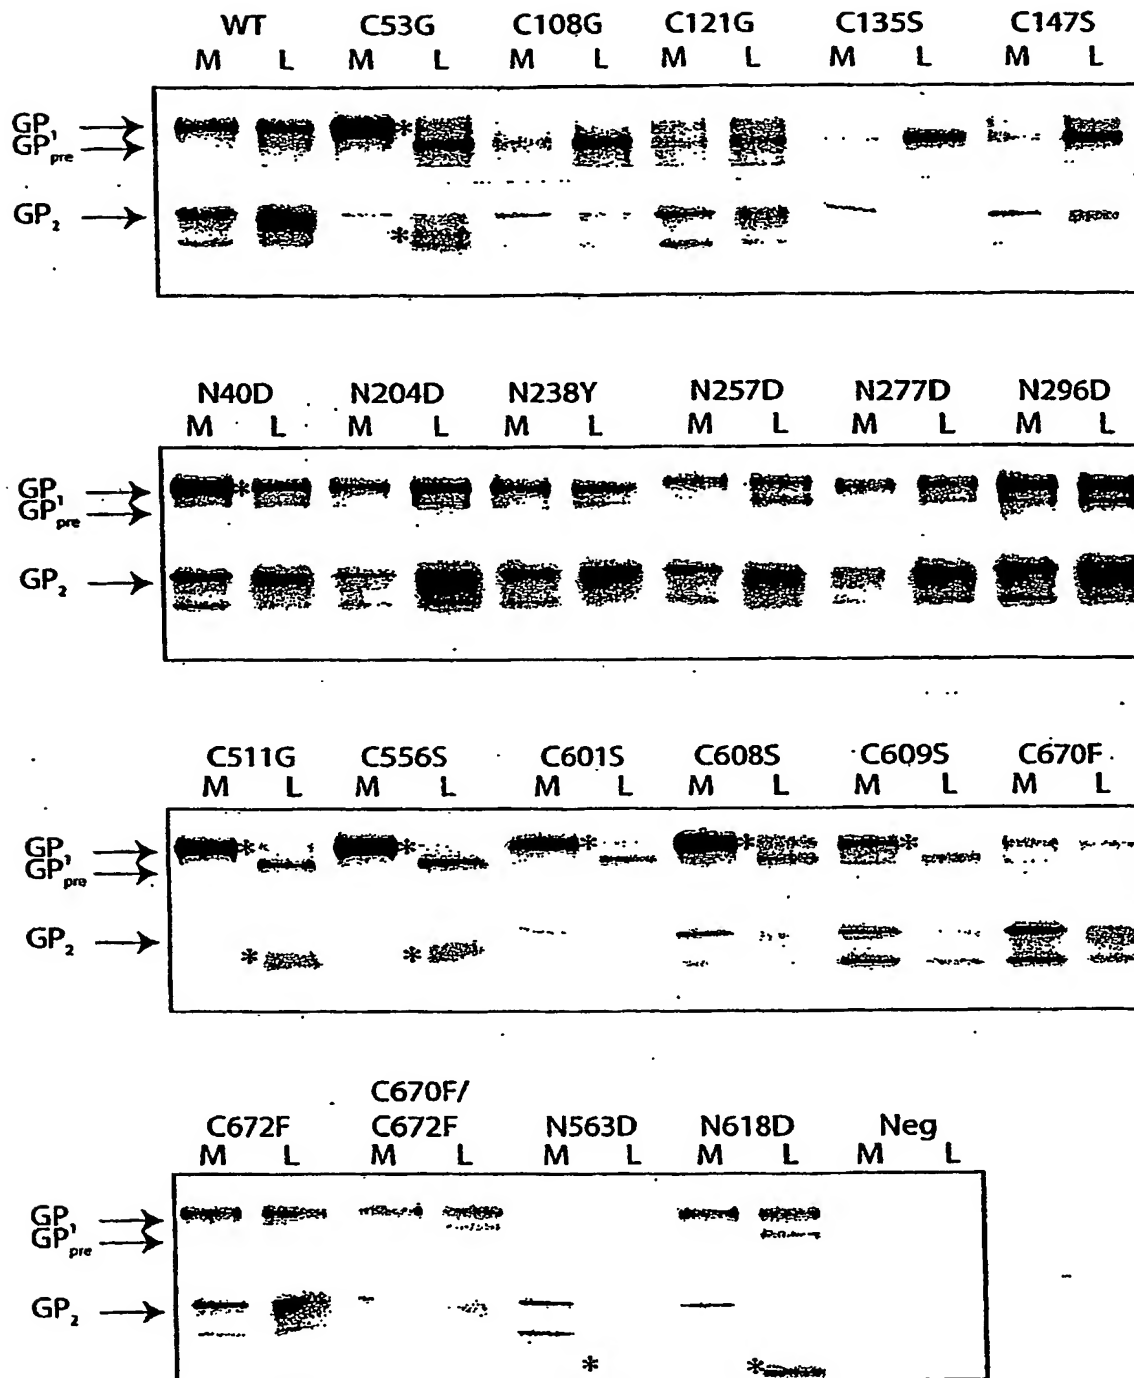 WT C53G C108G C121G C135S C147S
M L M L M L M L M L M L
GP1
GPpre
GP2
* 
*
N40D N204D N238Y N257D N277D N296D
M L M L M L M L M L M L
GP1
GPpre
GP2
*
C511G C556S C601S C608S C609S C670F
M L M L M L M L M L M L
GP1
GPpre
GP2
* * * * *
* *
C670F/
C672F C672F N563D N618D Neg
M L M L M L M L M L
GP1
GPpre
GP2
* *